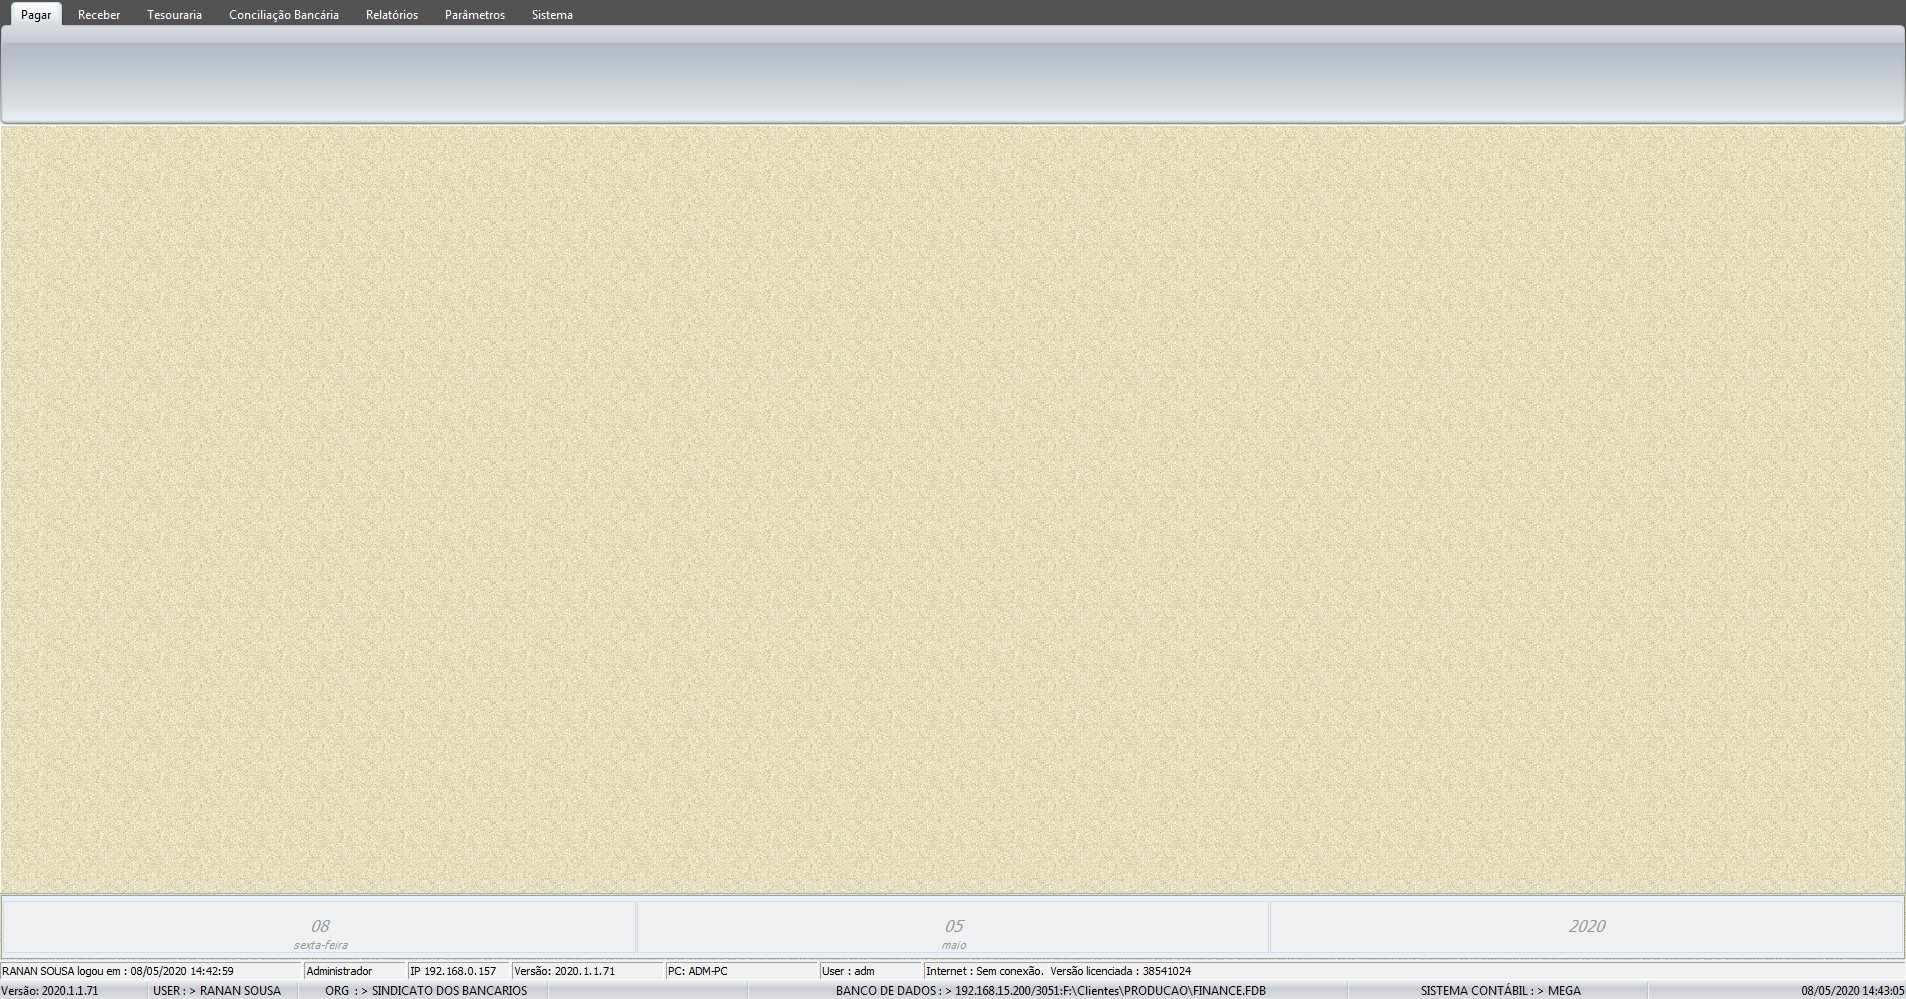 Pagar Receber Tesouraria Conciliação Bancária Relatórios Parâmetros Sistema
08 05 2020
sexta-feira maio
RANAN SOUSA logou em : 08/05/2020 14:42:59 Administrador IP 192.168.0.157 Versão: 2020.1.1.71 PC: ADM-PC User : adm Internet : Sem conexão. Versão licenciada : 38541024
Versão: 2020.1.1.71 USER : > RANAN SOUSA ORG : > SINDICATO DOS BANCARIOS BANCO DE DADOS : > 192.168.15.200/3051:F:\Clientes\PRODUCAO\FINANCE.FDB SISTEMA CONTÁBIL : > MEGA 08/05/2020 14:43:05